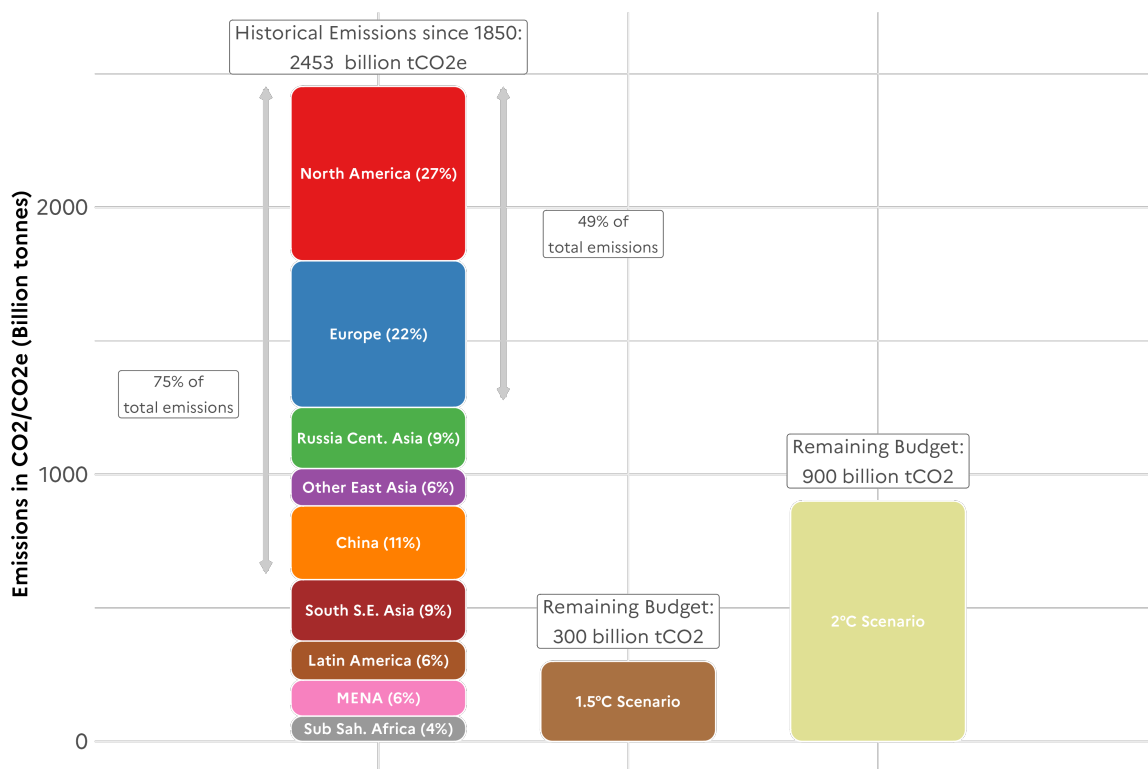 Historical Emissions since 1850:
2453 billion tCO2e
North America (27%)
2000
49% of
total emissions
Europe (22%)
75% of
total emissions
Russia Cent. Asia (9%)
Remaining Budget:
900 billion tCO2
1000
Other East Asia (6%)
China (11%)
South S.E. Asia (9%)
Remaining Budget:
300 billion tCO2
2°C Scenario
Latin America (6%)
MENA (6%)
1.5°C Scenario
Sub Sah. Africa (4%)
0
Emissions in CO2/CO2e (Billion tonnes)